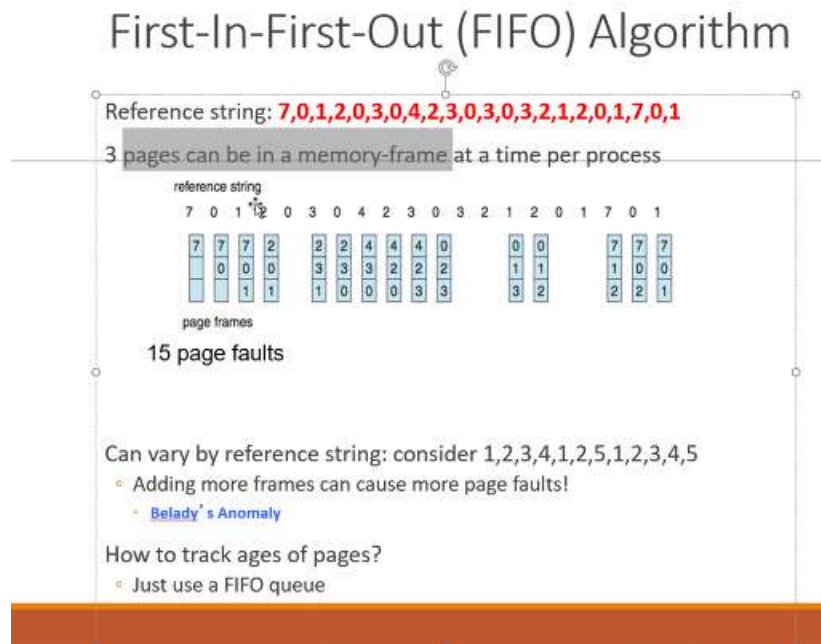 First-In-First-Out (FIFO) Algorithm
Reference string: 7,0,1,2,0,3,0,4,2,3,0,3,0,3,2,1,2,0,1,7,0,1
3 pages can be in a memory-frame at a time per process
reference string
7 0 1 2 0 3 0 4 2 3 0 3 2 1 2 0 1 7 0 1
7 7 7 2 2 2 4 4 4 0 0 0 7 7 7
0 0 0 3 3 3 2 2 2 1 1 1 0 0
1 1 1 0 0 0 3 3 3 2 2 2 1
page frames
15 page faults
Can vary by reference string: consider 1,2,3,4,1,2,5,1,2,3,4,5
Adding more frames can cause more page faults!
Belady's Anomaly
How to track ages of pages?
Just use a FIFO queue